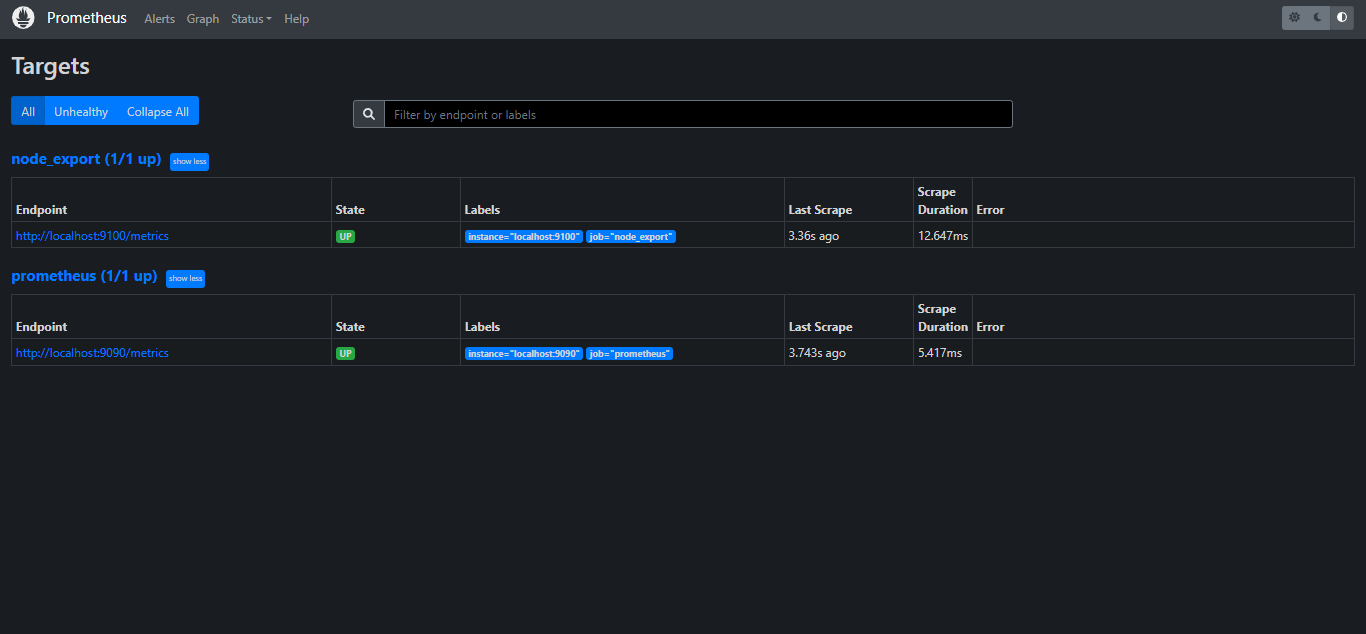 Prometheus Alerts Graph Status Help
Targets
All Unhealthy Collapse All
Filter by endpoint or labels
node_export (1/1 up) show less
Endpoint State Labels Last Scrape Scrape Duration Error
http://localhost:9100/metrics UP instance="localhost:9100" job="node_export" 3.36s ago 12.647ms
prometheus (1/1 up) show less
Endpoint State Labels Last Scrape Scrape Duration Error
http://localhost:9090/metrics UP instance="localhost:9090" job="prometheus" 3.743s ago 5.417ms